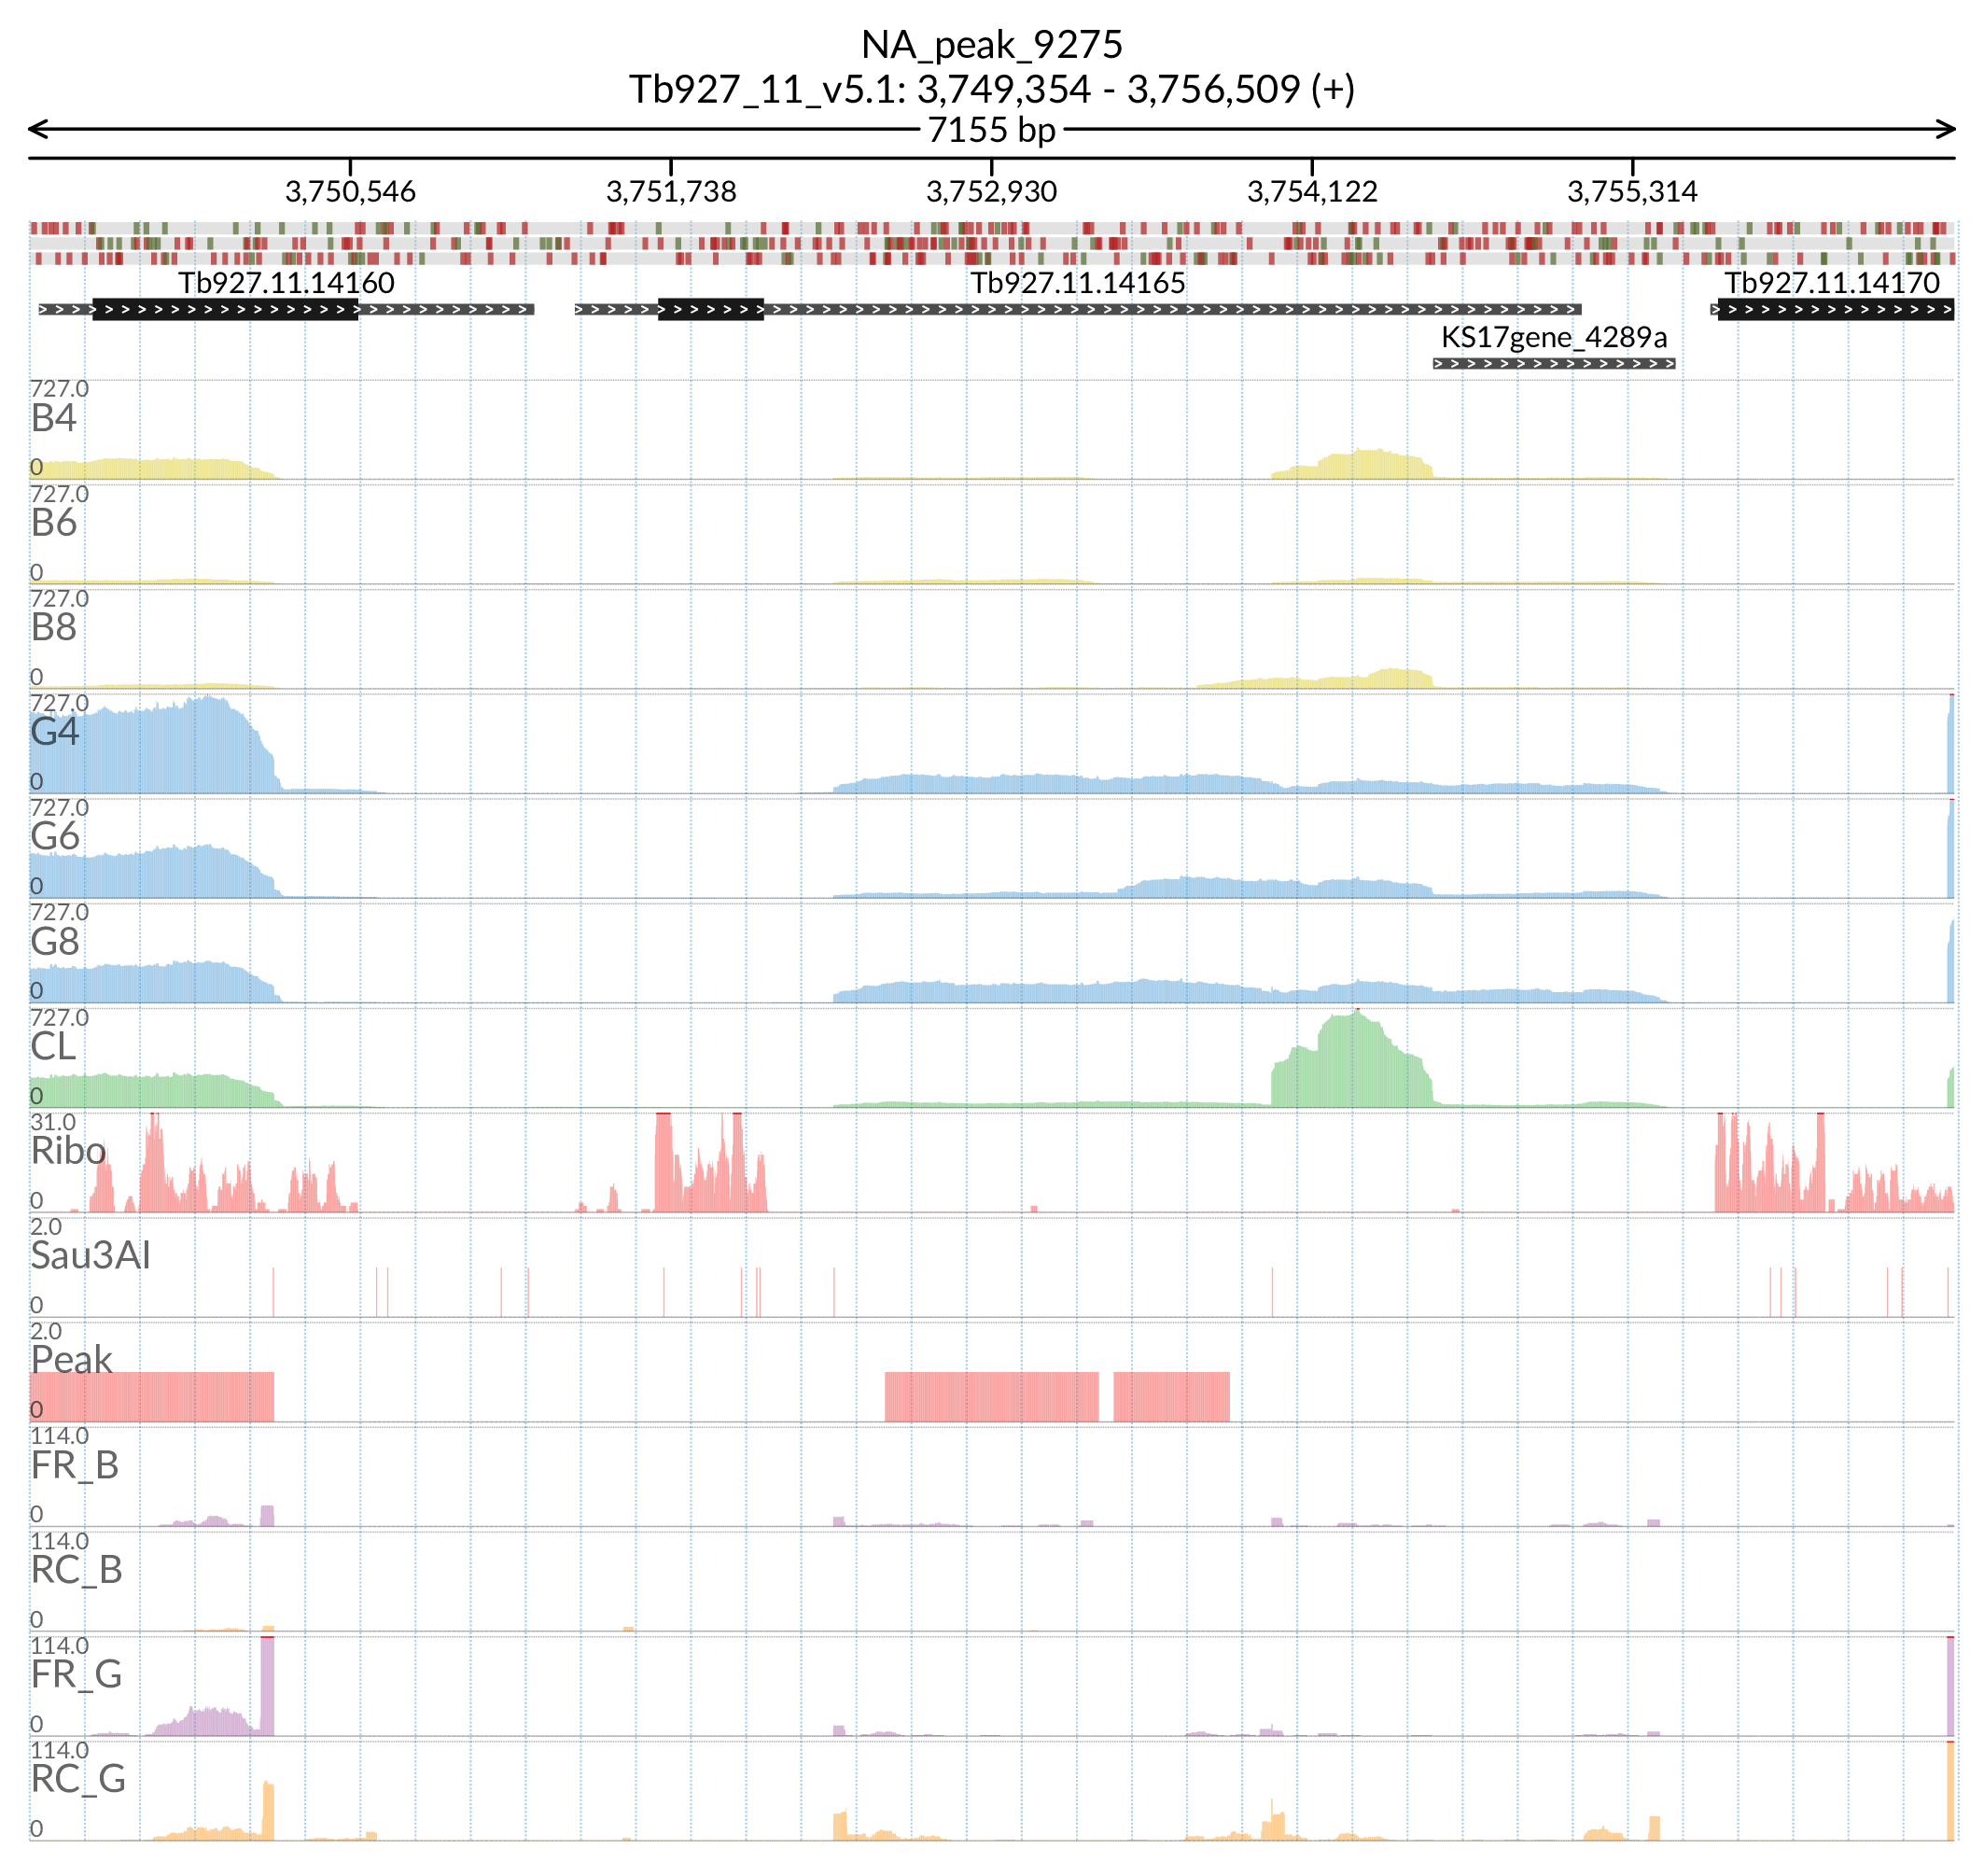 NA_peak_9275
Tb927_11_v5.1: 3,749,354 - 3,756,509 (+)
7155 bp
3,750,546 3,751,738 3,752,930 3,754,122 3,755,314
Tb927.11.14160 Tb927.11.14165 Tb927.11.14170
KS17gene_4289a
727.0
B4
0
727.0
B6
0
727.0
B8
0
727.0
G4
0
727.0
G6
0
727.0
G8
0
727.0
CL
0
31.0
Ribo
0
2.0
Sau3AI
0
2.0
Peak
0
114.0
FR_B
0
114.0
RC_B
0
114.0
FR_G
0
114.0
RC_G
0